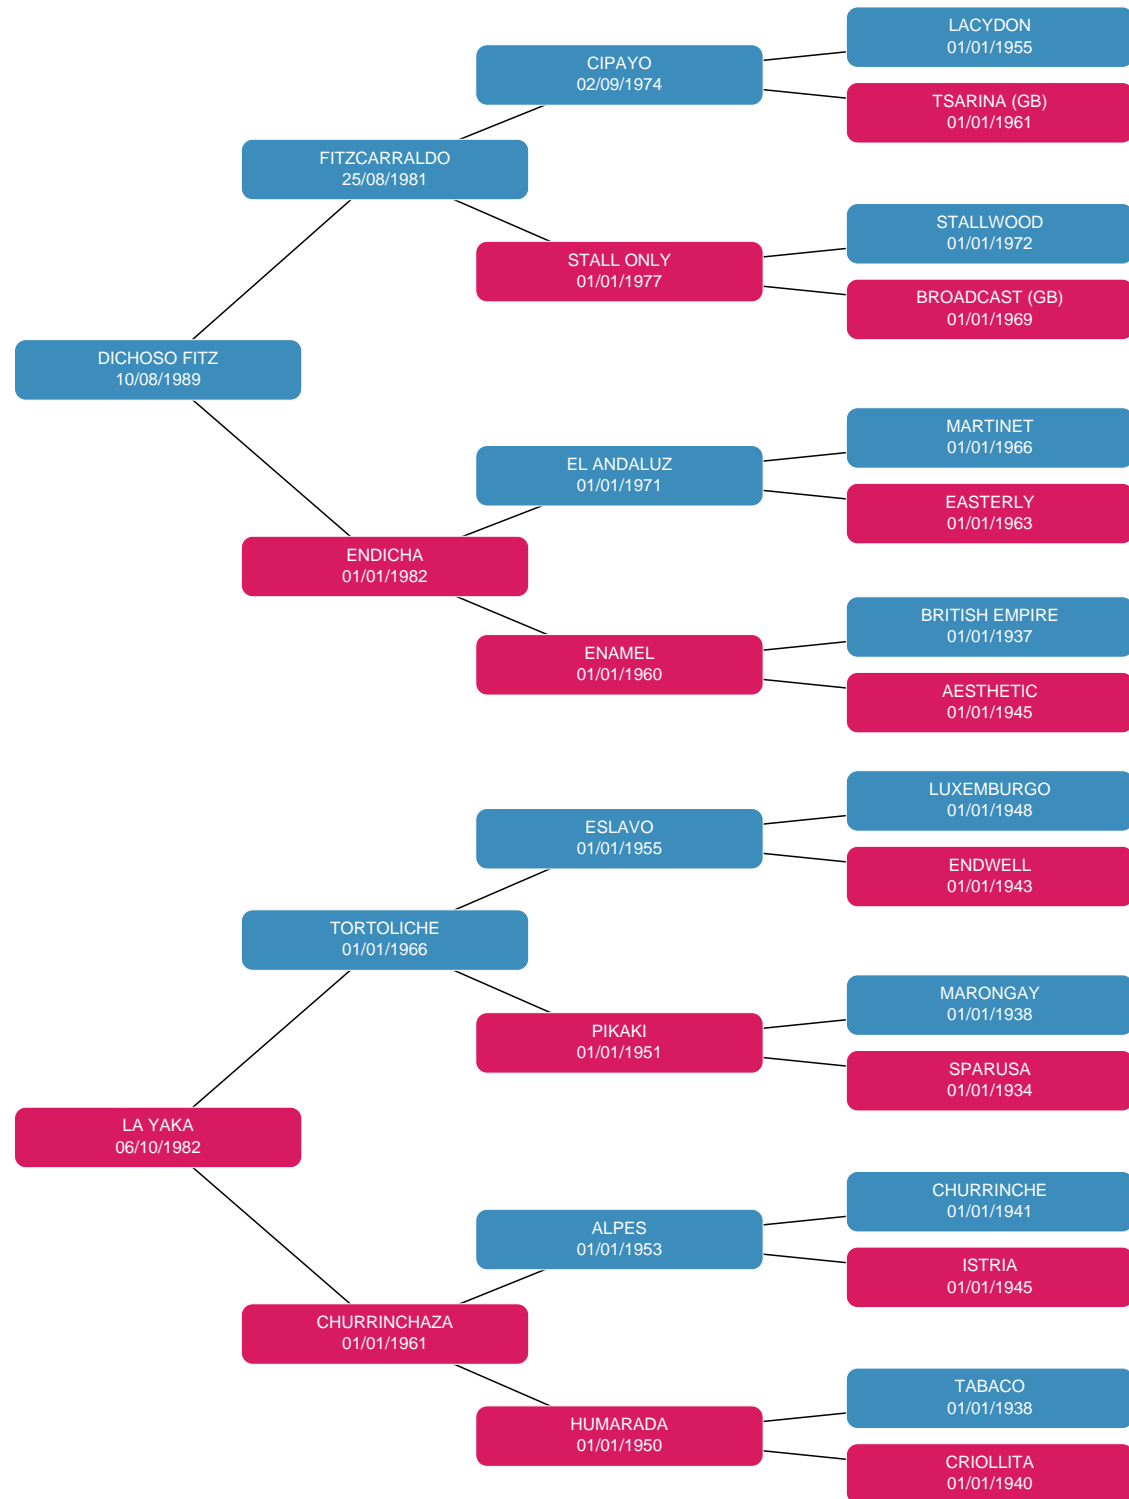 LACYDON
01/01/1955
CIPAYO
02/09/1974
TSARINA (GB)
01/01/1961
FITZCARRALDO
25/08/1981
STALLWOOD
01/01/1972
STALL ONLY
01/01/1977
BROADCAST (GB)
01/01/1969
DICHOSO FITZ
10/08/1989
MARTINET
01/01/1966
EL ANDALUZ
01/01/1971
EASTERLY
01/01/1963
ENDICHA
01/01/1982
BRITISH EMPIRE
01/01/1937
ENAMEL
01/01/1960
AESTHETIC
01/01/1945
LUXEMBURGO
01/01/1948
ESLAVO
01/01/1955
ENDWELL
01/01/1943
TORTOLICHE
01/01/1966
MARONGAY
01/01/1938
PIKAKI
01/01/1951
SPARUSA
01/01/1934
LA YAKA
06/10/1982
CHURRINCHE
01/01/1941
ALPES
01/01/1953
ISTRIA
01/01/1945
CHURRINCHAZA
01/01/1961
TABACO
01/01/1938
HUMARADA
01/01/1950
CRIOLLITA
01/01/1940